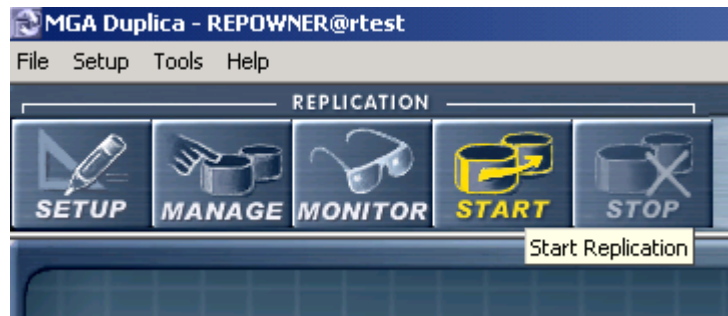 MGA Duplica - REPOWNER@rtest
File Setup Tools Help
REPLICATION
SETUP MANAGE MONITOR START STOP
Start Replication